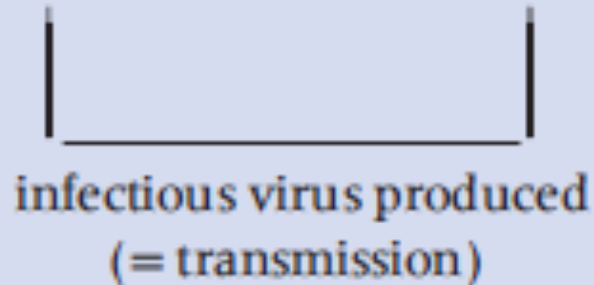 infectious virus produced
(= transmission)